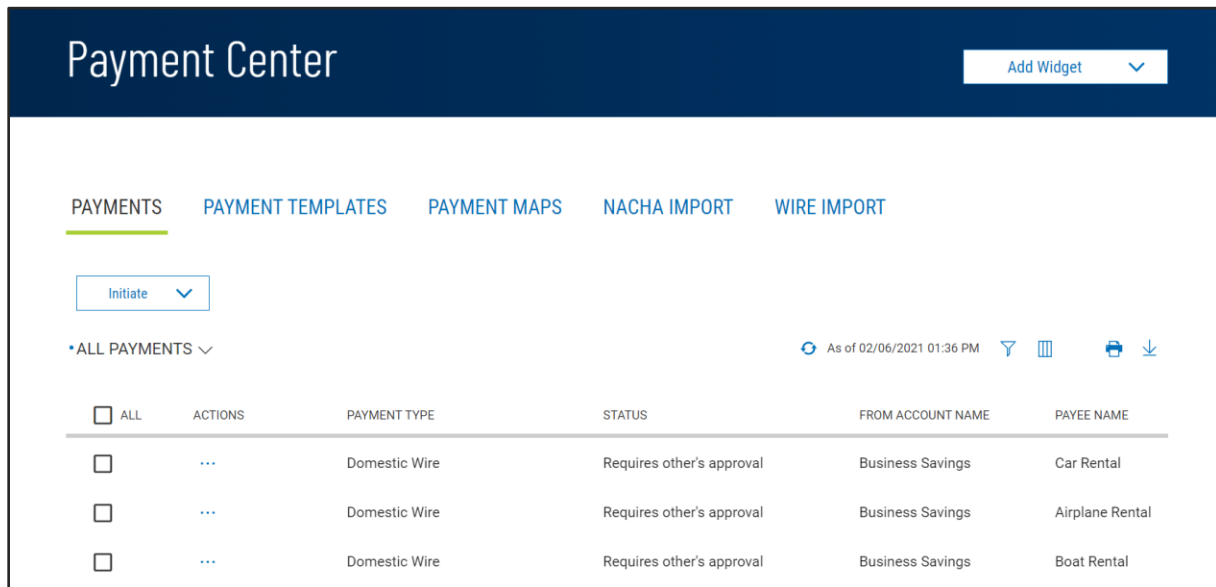 Payment Center
Add Widget
PAYMENTS PAYMENT TEMPLATES PAYMENT MAPS NACHA IMPORT WIRE IMPORT
Initiate
ALL PAYMENTS As of 02/06/2021 01:36 PM
ALL ACTIONS PAYMENT TYPE STATUS FROM ACCOUNT NAME PAYEE NAME
Domestic Wire Requires other's approval Business Savings Car Rental
Domestic Wire Requires other's approval Business Savings Airplane Rental
Domestic Wire Requires other's approval Business Savings Boat Rental